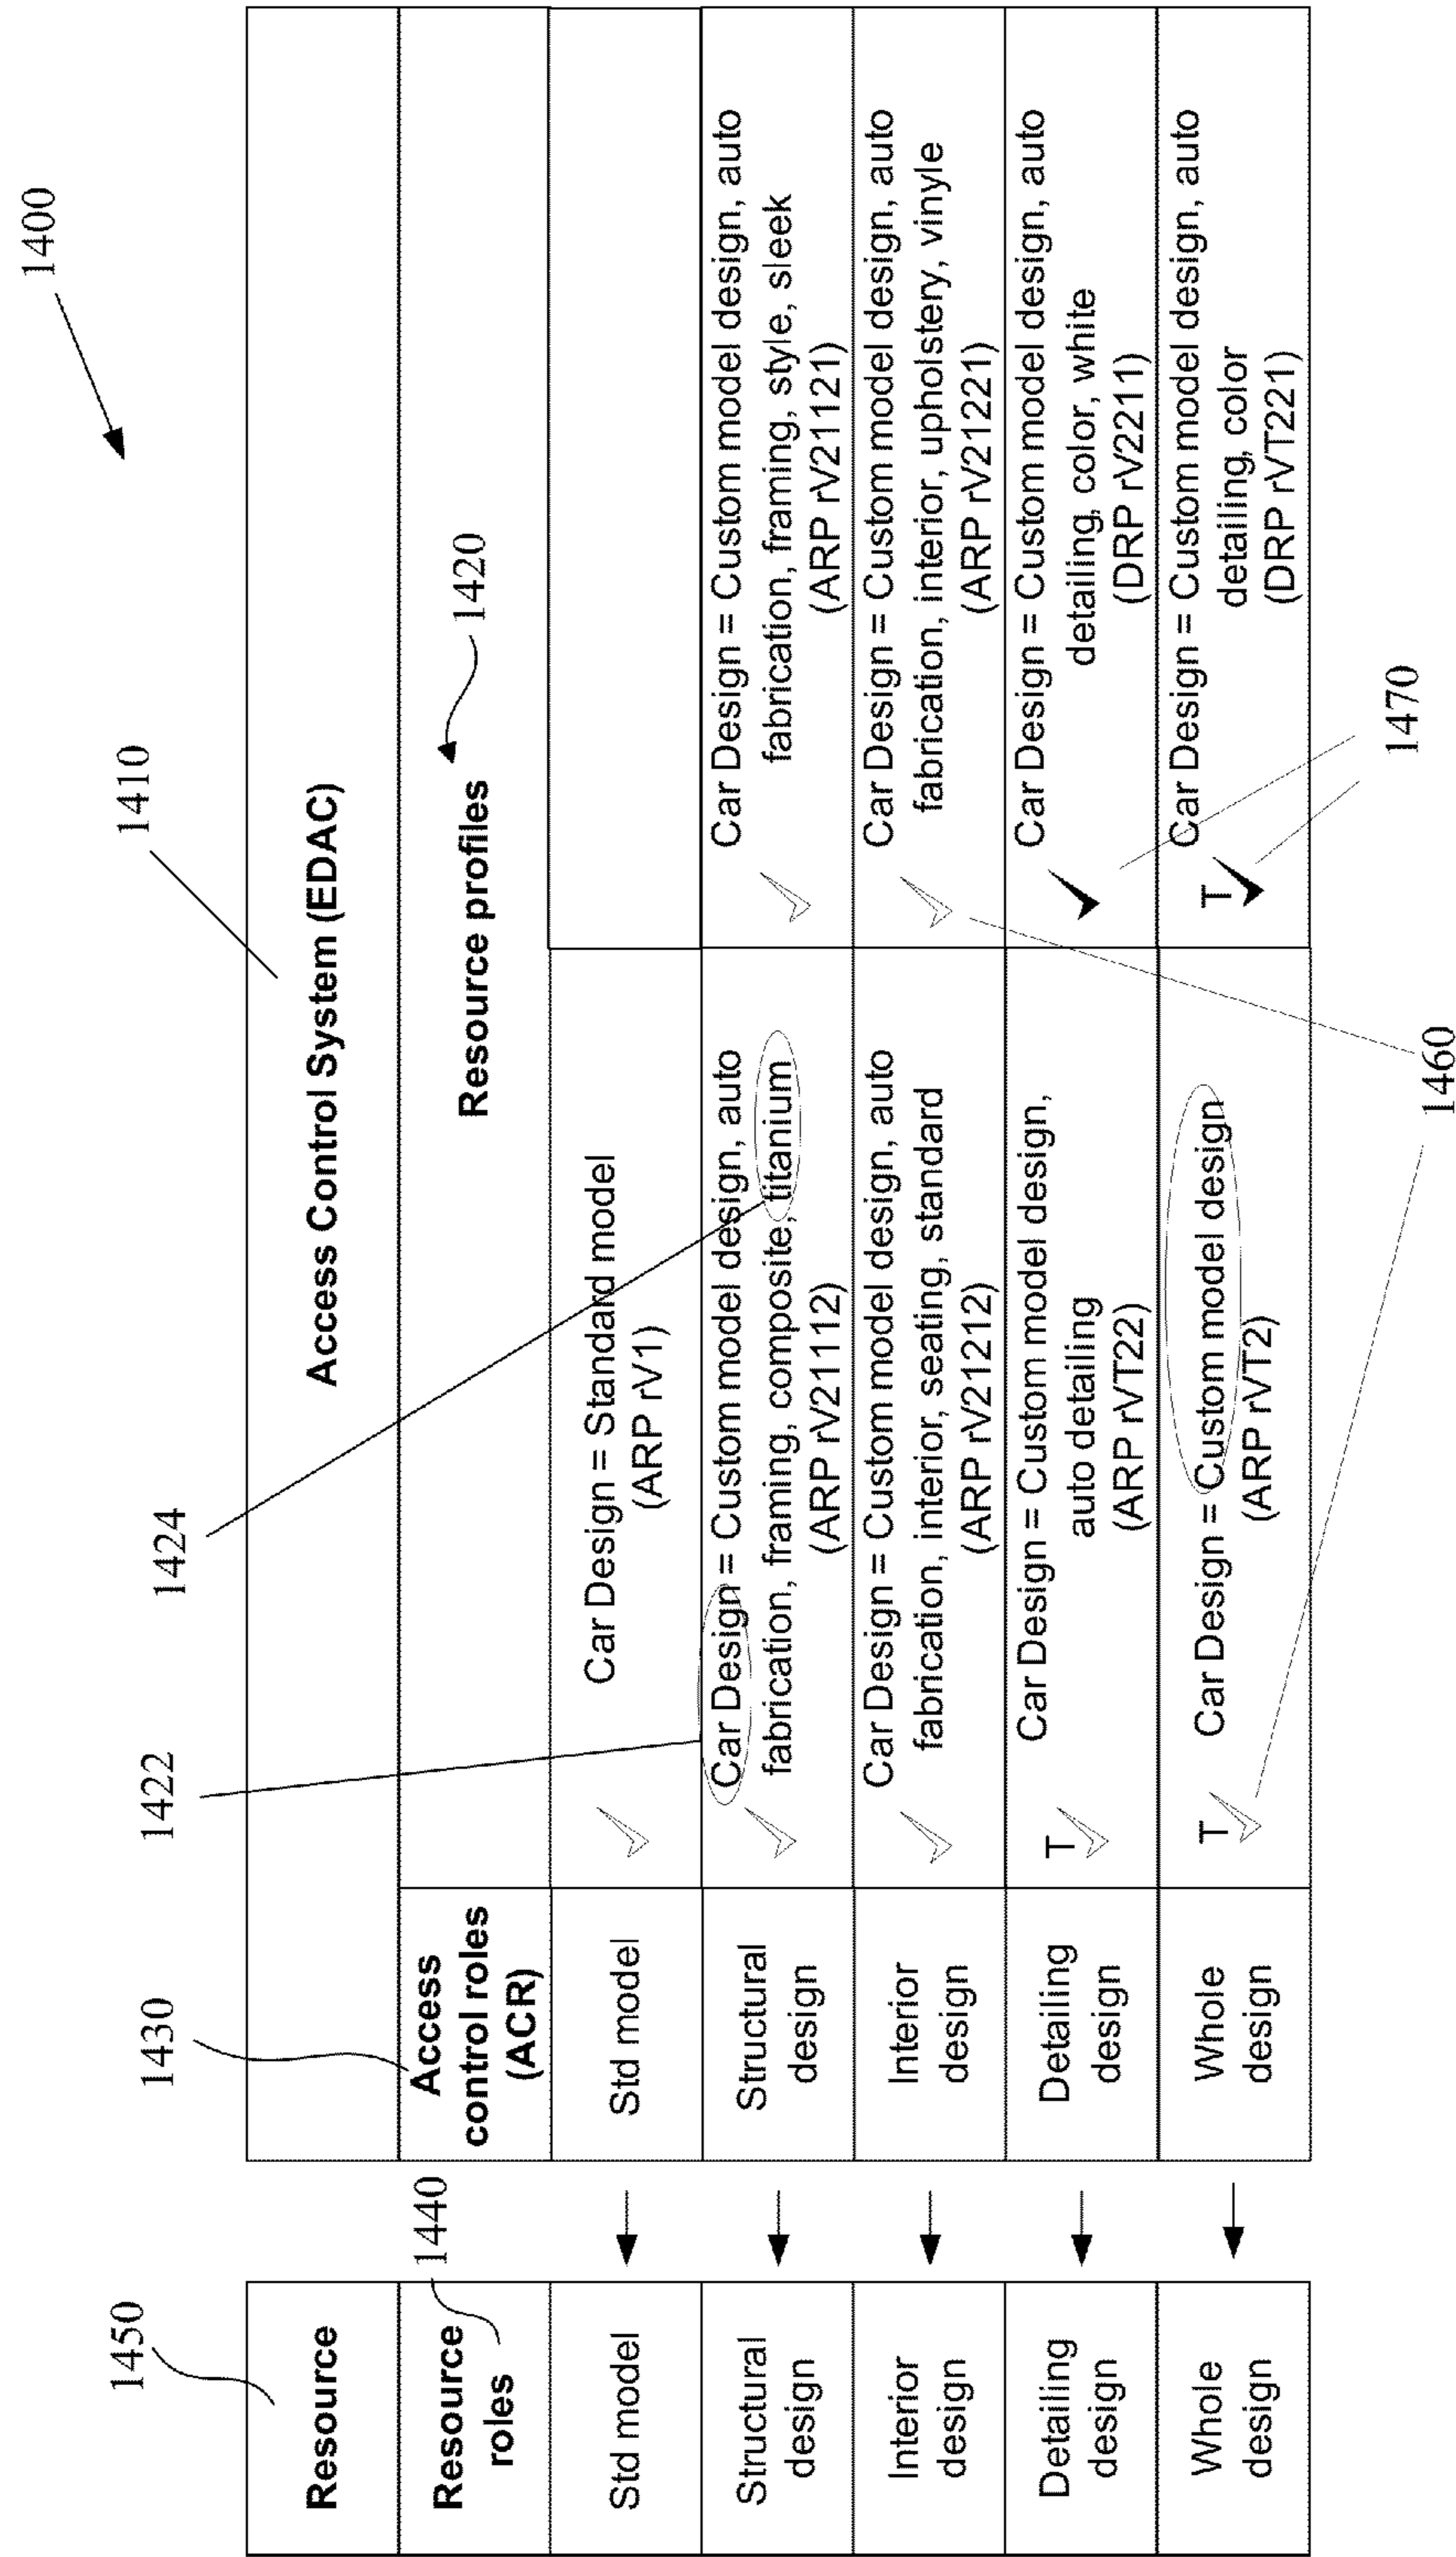 1400
1410
1450
Resource
Access Control System (EDAC)
1440
1430
1420
Resource
roles
Access
control roles
(ACR)
Resource profiles
1422
1424
Std model
Std model
Car Design = Standard model
(ARP rV1)
Structural
design
Structural
design
Car Design = Custom model design, auto
fabrication, framing, composite, titanium
(ARP rV21112)
Car Design = Custom model design, auto
fabrication, framing, style, sleek
(ARP rV21121)
Interior
design
Interior
design
Car Design = Custom model design, auto
fabrication, interior, seating, standard
(ARP rV21212)
Car Design = Custom model design, auto
fabrication, interior, upholstery, vinyle
(ARP rV21221)
Detailing
design
Detailing
design
T
Car Design = Custom model design,
auto detailing
(ARP rVT22)
Car Design = Custom model design, auto
detailing, color, white
(DRP rV2211)
Whole
design
Whole
design
T
Car Design = Custom model design
(ARP rVT2)
T
Car Design = Custom model design, auto
detailing, color
(DRP rVT221)
1460
1470